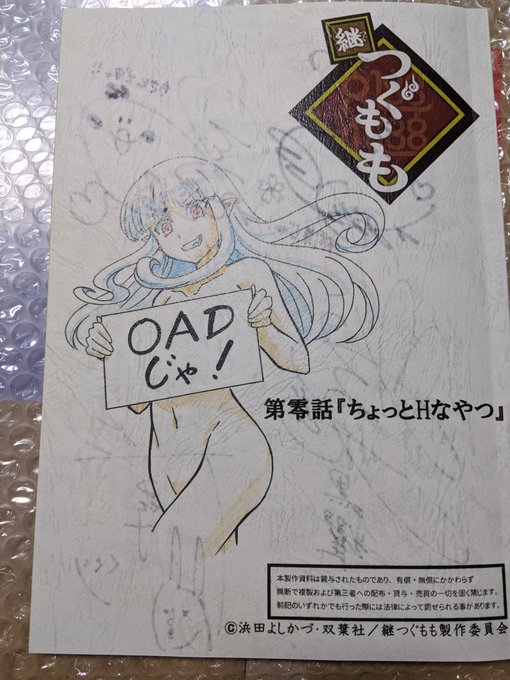 継
つぐもも
OAD
じゃ!
第零話『ちょっとHなやつ』
本製作資料は貸与されたものであり、有償・無償にかかわらず
無断で複製および第三者への配布・貸与・売買の一切を固く禁じます。
前記のいずれかでも行った際には法律によって罰せられる事があります。
©浜田よしかづ・双葉社／継つぐもも製作委員会